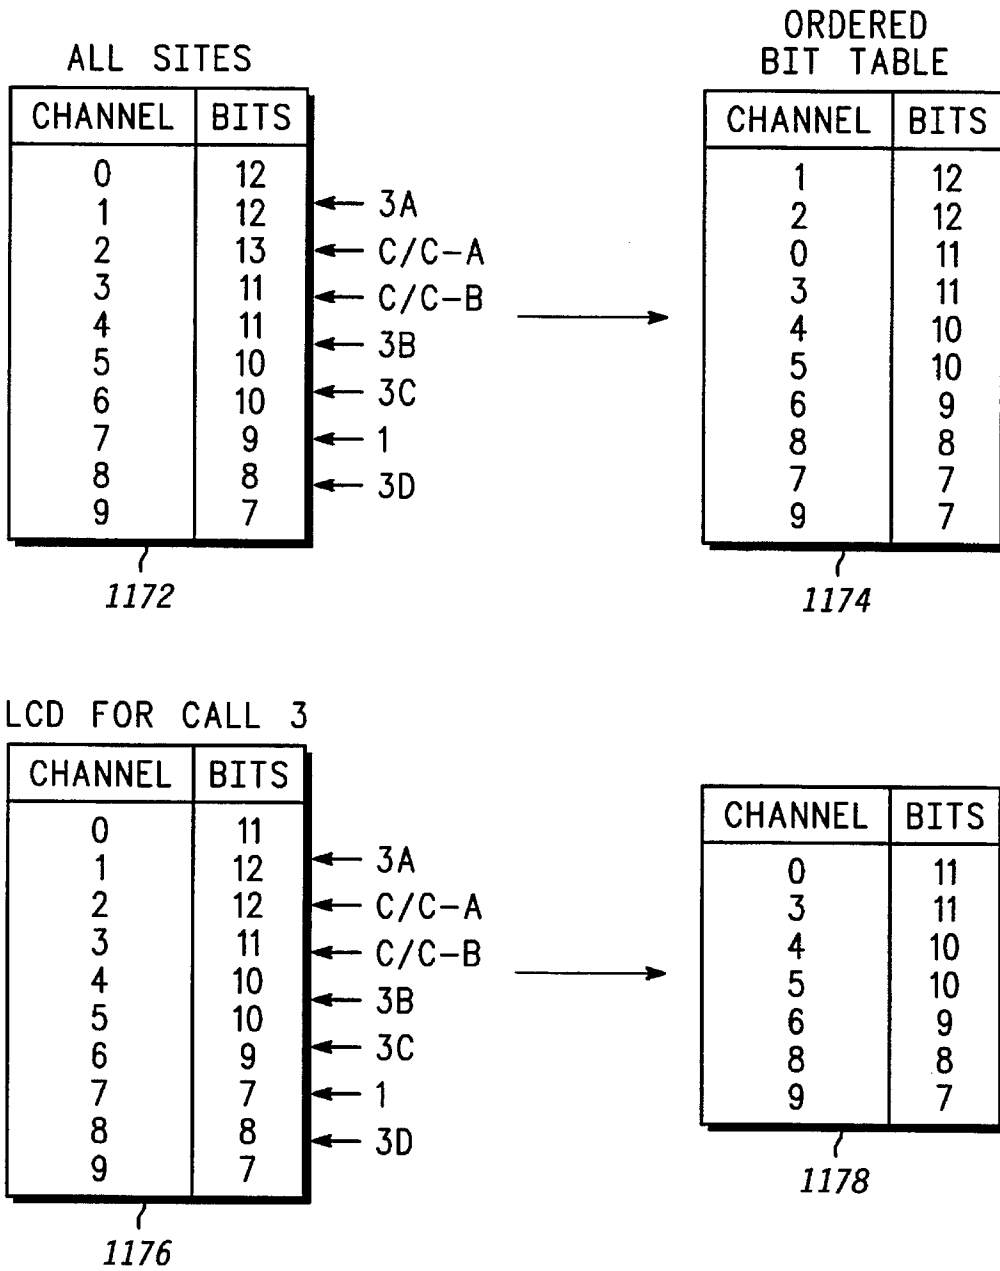 ALL SITES
CHANNEL BITS
0 12
1 12
2 13
3 11
4 11
5 10
6 10
7 9
8 8
9 7
3A
C/C-A
C/C-B
3B
3C
1
3D
1172
ORDERED
BIT TABLE
CHANNEL BITS
1 12
2 12
0 11
3 11
4 10
5 10
6 9
8 8
7 7
9 7
1174
LCD FOR CALL 3
CHANNEL BITS
0 11
1 12
2 12
3 11
4 10
5 10
6 9
7 7
8 8
9 7
3A
C/C-A
C/C-B
3B
3C
1
3D
1176
CHANNEL BITS
0 11
3 11
4 10
5 10
6 9
8 8
9 7
1178